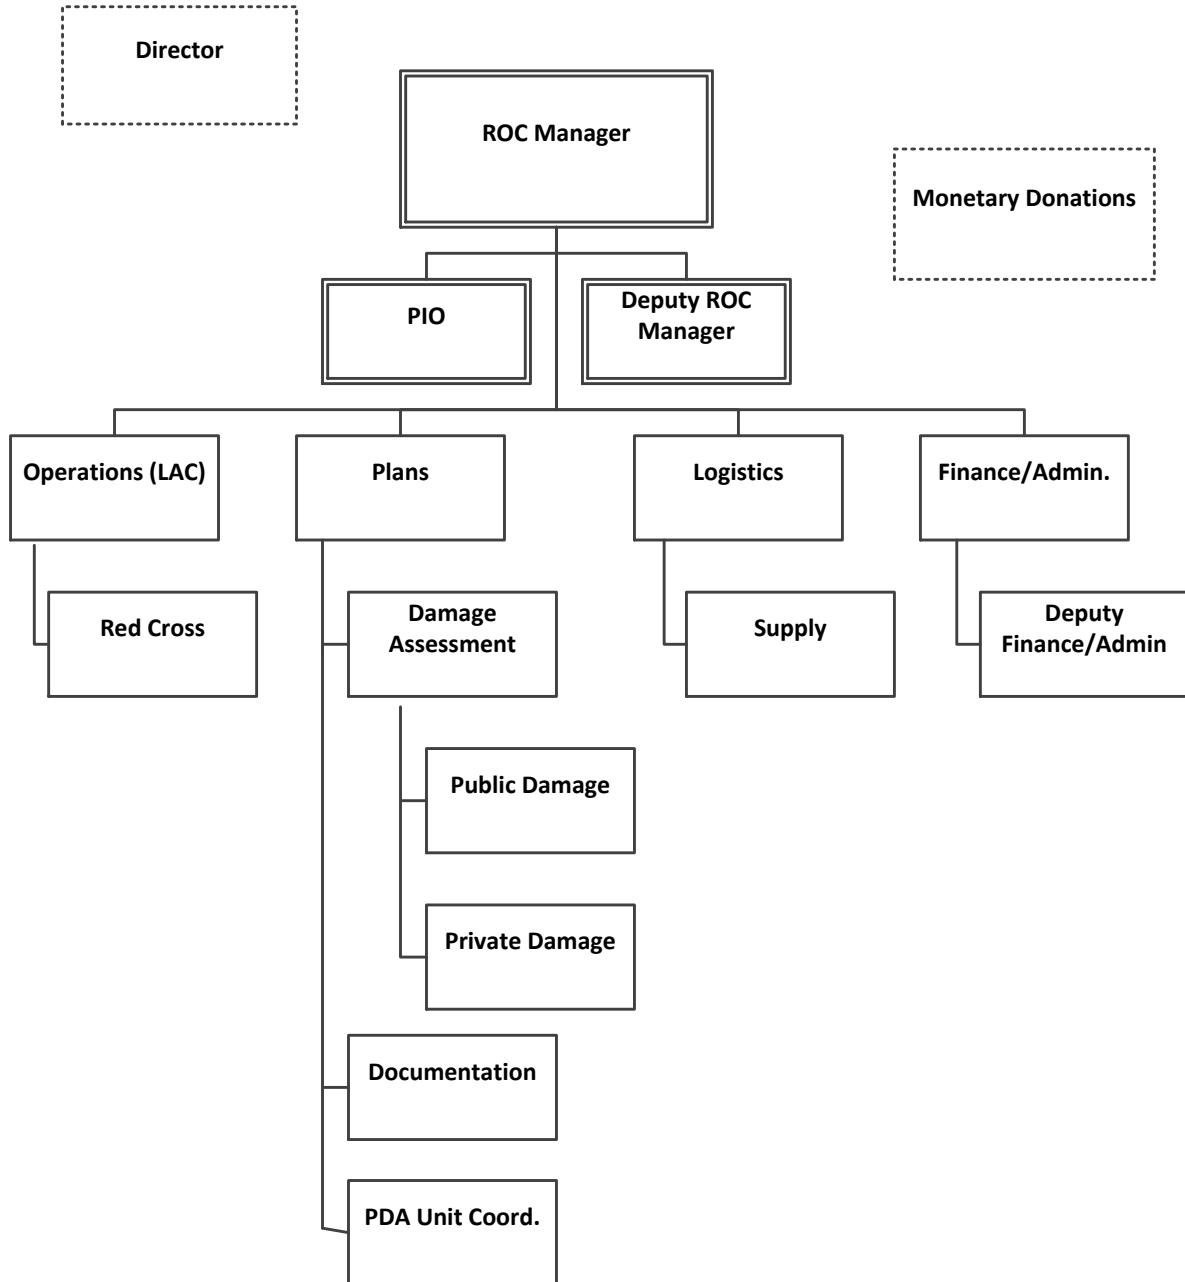 Director
ROC Manager
Monetary Donations
PIO
Deputy ROC
Manager
Operations (LAC)
Plans
Logistics
Finance/Admin.
Red Cross
Damage
Assessment
Supply
Deputy
Finance/Admin
Public Damage
Private Damage
Documentation
PDA Unit Coord.